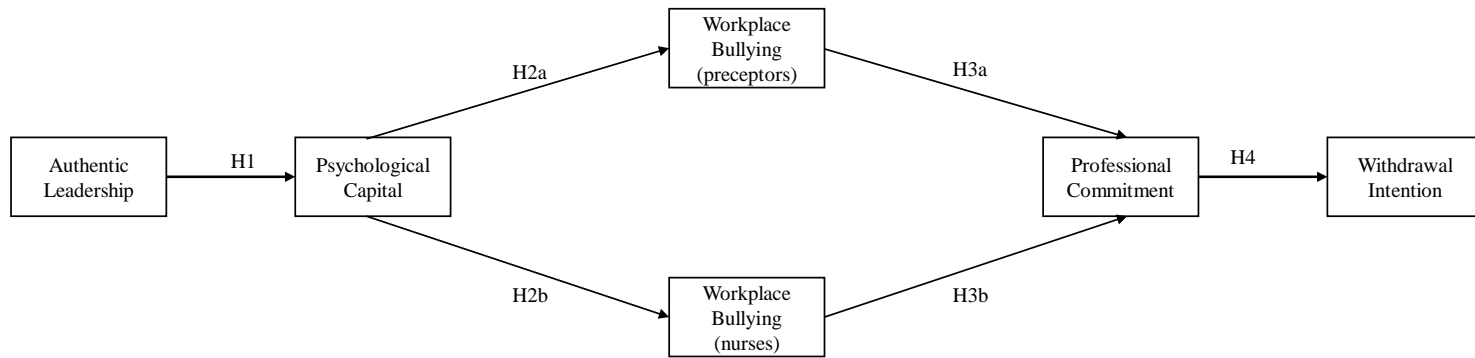 Workplace
Bullying
(preceptors)
H2a
H3a
Authentic
Leadership
H1
Psychological
Capital
Professional
Commitment
H4
Withdrawal
Intention
H2b
H3b
Workplace
Bullying
(nurses)